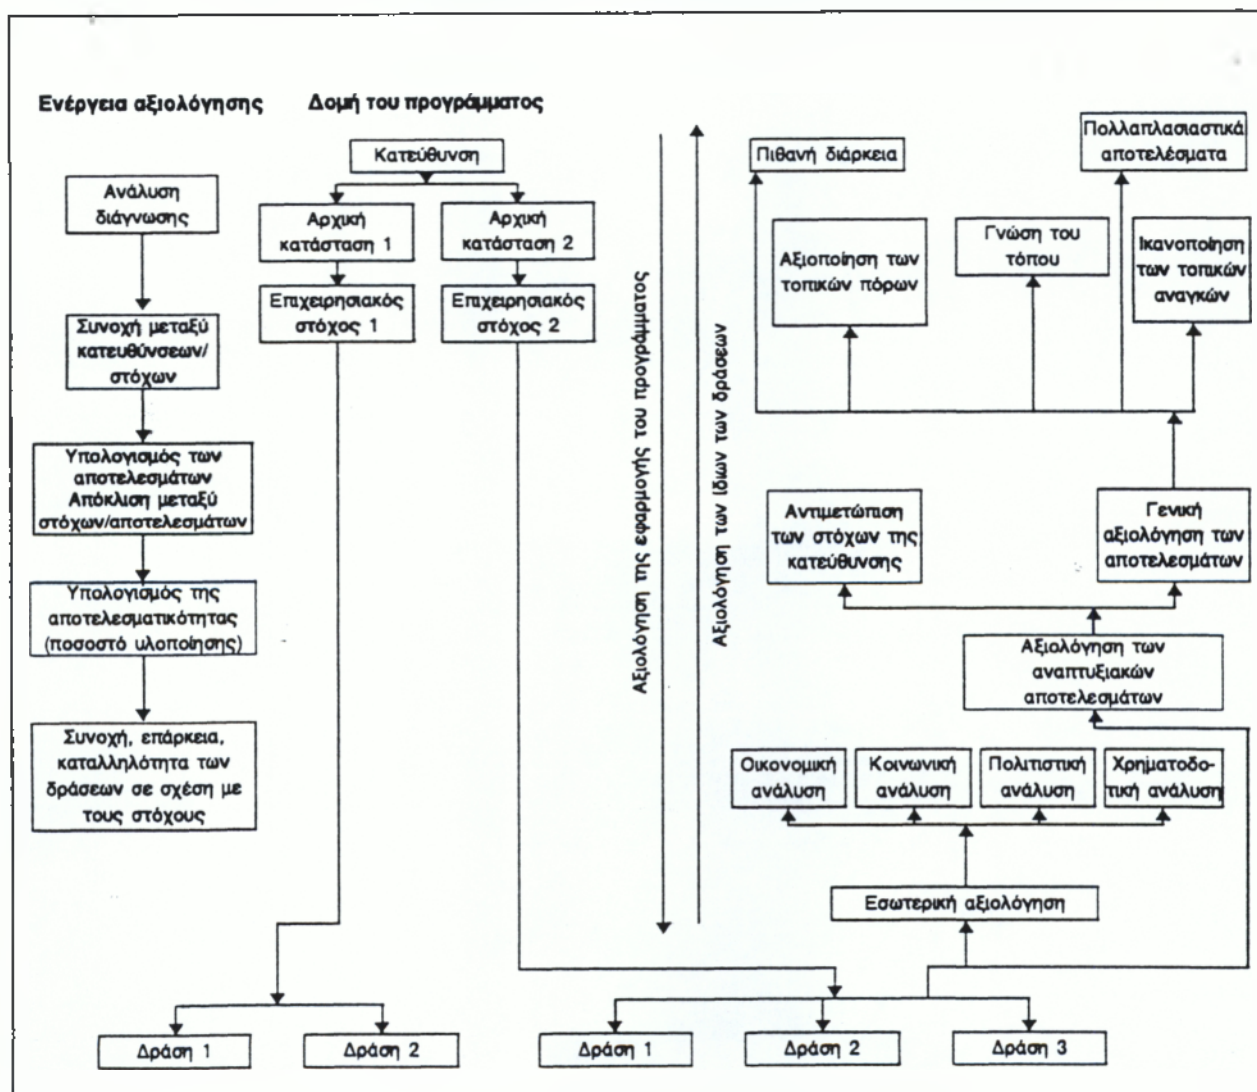 Ενέργεια αξιολόγησης
Ανάλυση
διάγνωσης
Συνοχή μεταξύ
κατευθύνσεων/
στόχων
Υπολογισμός των
αποτελεσμάτων
Απόκλιση μεταξύ
στόχων/αποτελεσμάτων
Υπολογισμός της
αποτελεσματικότητας
(ποσοστό υλοποίησης)
Συνοχή, επάρκεια,
καταλληλότητα των
δράσεων σε σχέση με
τους στόχους
Δομή του προγράμματος
Κατεύθυνση
Αρχική
κατάσταση 1
Αρχική
κατάσταση 2
Επιχειρησιακός
στόχος 1
Επιχειρησιακός
στόχος 2
Δράση 1
Δράση 2
Δράση 1
Δράση 2
Δράση 3
Αξιολόγηση της εφαρμογής του προγράμματος
Αξιολόγηση των ίδιων των δράσεων
Πιθανή διάρκεια
Πολλαπλασιαστικά
αποτελέσματα
Αξιοποίηση των
τοπικών πόρων
Γνώση του
τόπου
Ικανοποίηση
των τοπικών
αναγκών
Αντιμετώπιση
των στόχων της
κατεύθυνσης
Γενική
αξιολόγηση των
αποτελεσμάτων
Αξιολόγηση των
αναπτυξιακών
αποτελεσμάτων
Οικονομική
ανάλυση
Κοινωνική
ανάλυση
Πολιτιστική
ανάλυση
Χρηματοδο-
τική ανάλυση
Εσωτερική αξιολόγηση